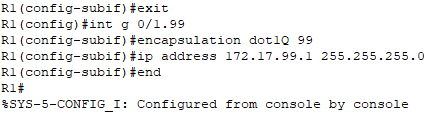 R1(config-subif)#exit
R1(config)#int g 0/1.99
R1(config-subif)#encapsulation dot1Q 99
R1(config-subif)#ip address 172.17.99.1 255.255.255.0
R1(config-subif)#end
R1#
%SYS-5-CONFIG_I: Configured from console by console